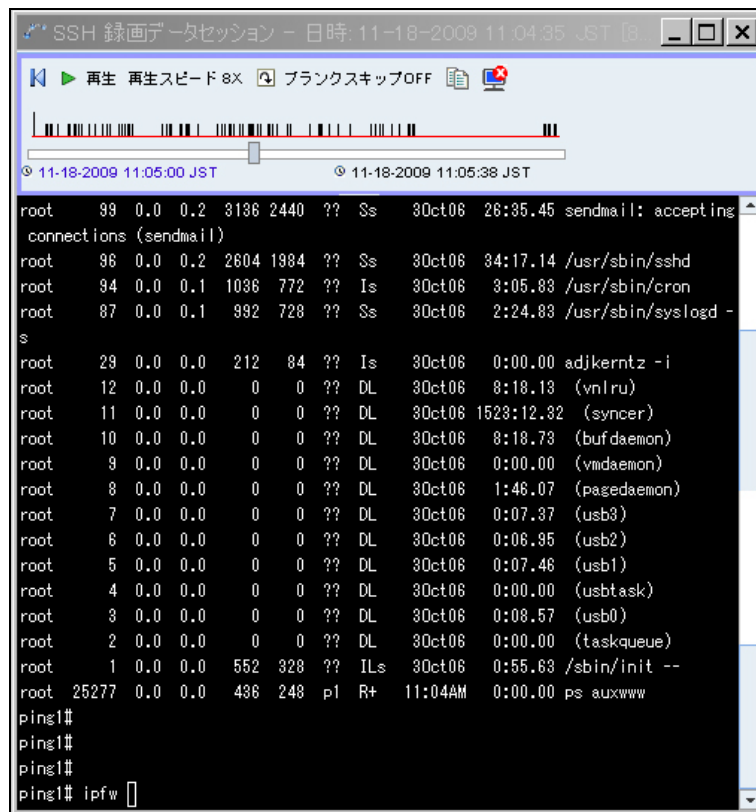 SSH 録画データセッション - 日時: 11-18-2009 11:04:35 JST [8..
再生 再生スピード 8X ブランクスキップOFF
11-18-2009 11:05:00 JST 11-18-2009 11:05:38 JST
root 99 0.0 0.2 3136 2440 ?? Ss 30Oct06 26:35.45 sendmail: accepting
connections (sendmail)
root 96 0.0 0.2 2604 1984 ?? Ss 30Oct06 34:17.14 /usr/sbin/sshd
root 94 0.0 0.1 1036 772 ?? Is 30Oct06 3:05.83 /usr/sbin/cron
root 87 0.0 0.1 992 728 ?? Ss 30Oct06 2:24.83 /usr/sbin/syslogd -
s
root 29 0.0 0.0 212 84 ?? Is 30Oct06 0:00.00 adjkerntz -i
root 12 0.0 0.0 0 0 ?? DL 30Oct06 8:18.13 (vnlru)
root 11 0.0 0.0 0 0 ?? DL 30Oct06 1523:12.32 (syncer)
root 10 0.0 0.0 0 0 ?? DL 30Oct06 8:18.73 (bufdaemon)
root 9 0.0 0.0 0 0 ?? DL 30Oct06 0:00.00 (vmdaemon)
root 8 0.0 0.0 0 0 ?? DL 30Oct06 1:46.07 (pagedaemon)
root 7 0.0 0.0 0 0 ?? DL 30Oct06 0:07.37 (usb3)
root 6 0.0 0.0 0 0 ?? DL 30Oct06 0:06.95 (usb2)
root 5 0.0 0.0 0 0 ?? DL 30Oct06 0:07.46 (usb1)
root 4 0.0 0.0 0 0 ?? DL 30Oct06 0:00.00 (usbtask)
root 3 0.0 0.0 0 0 ?? DL 30Oct06 0:08.57 (usb0)
root 2 0.0 0.0 0 0 ?? DL 30Oct06 0:00.00 (taskqueue)
root 1 0.0 0.0 552 328 ?? ILs 30Oct06 0:55.63 /sbin/init --
root 25277 0.0 0.0 436 248 p1 R+ 11:04AM 0:00.00 ps auxwww
ping1#
ping1#
ping1#
ping1# ipfw